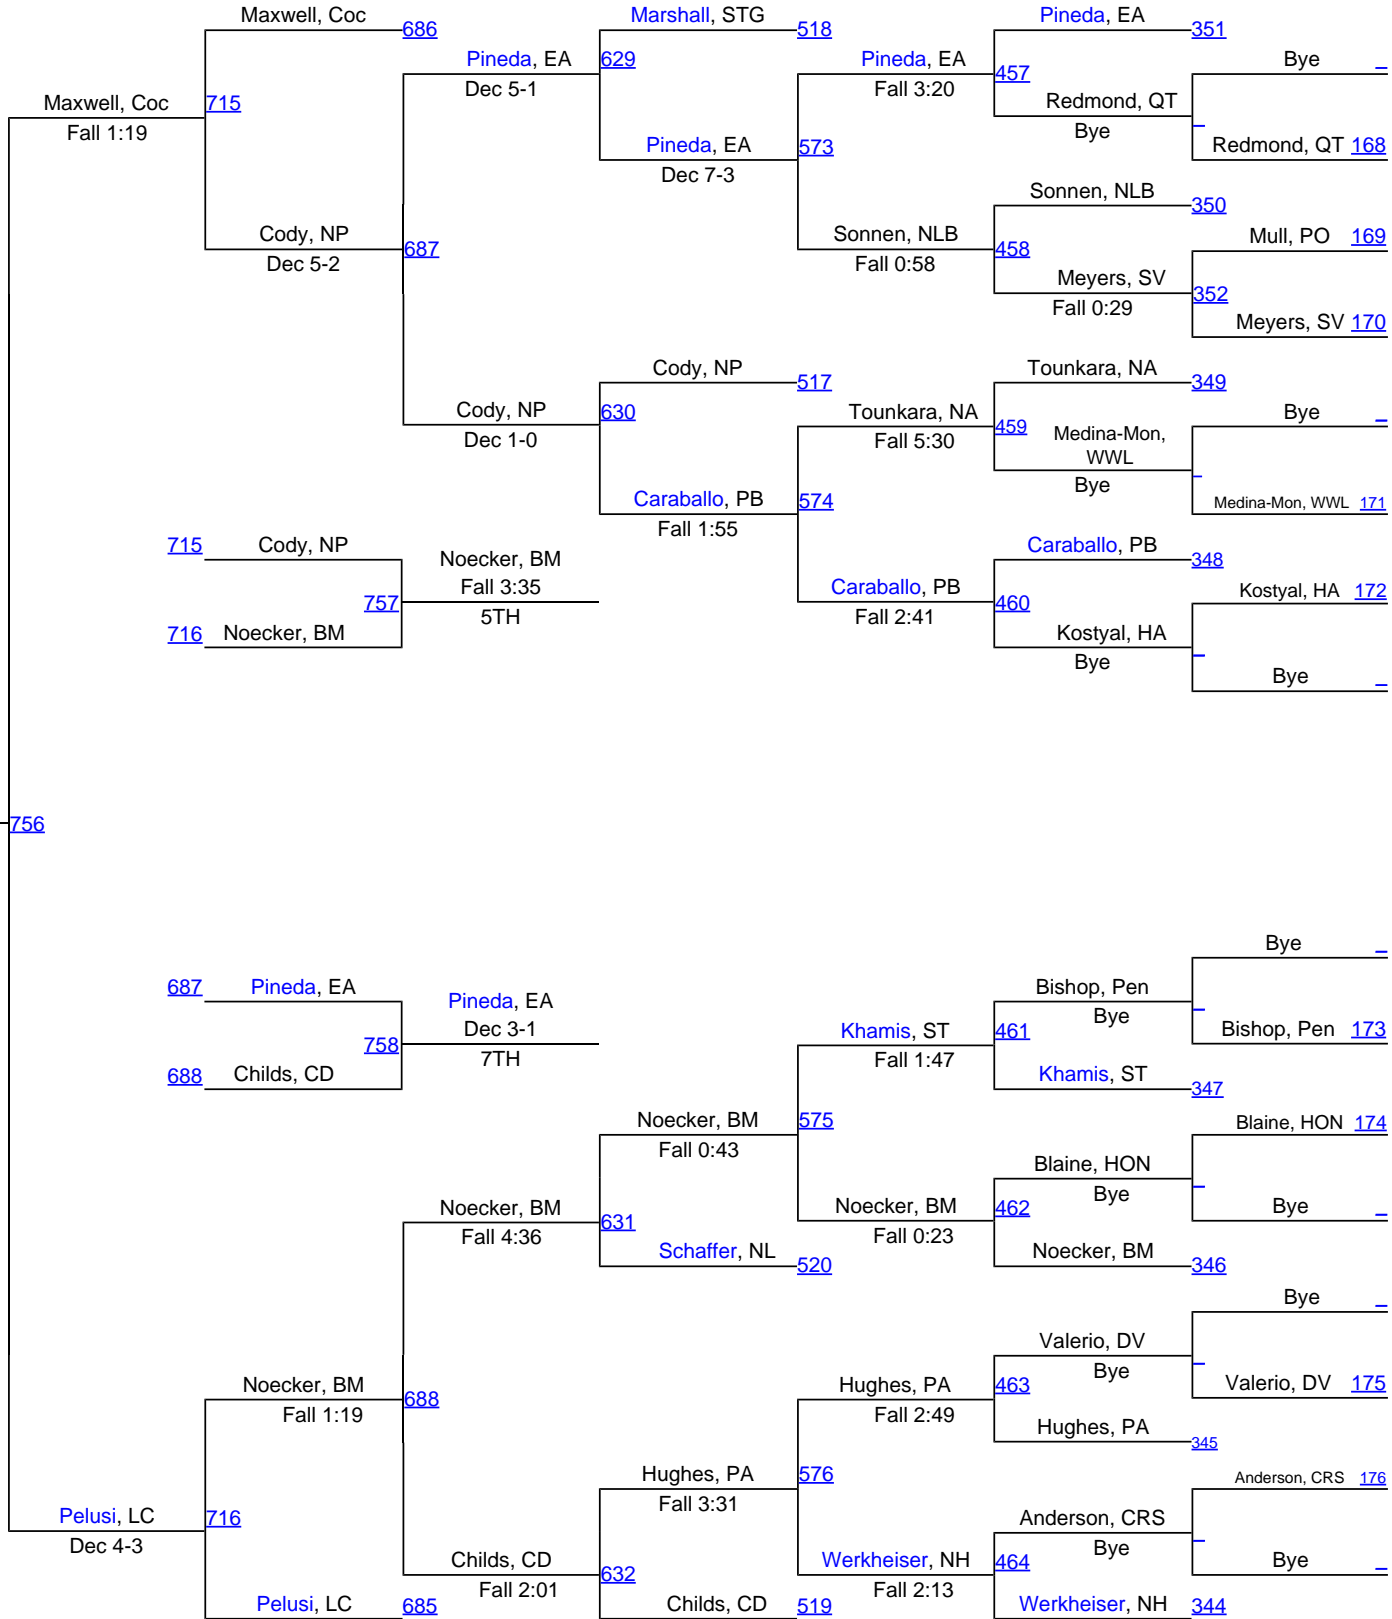 Maxwell, Coc
686
Marshall, STG
518
Pineda, EA
351
Pineda, EA
629
Dec 5-1
Pineda, EA
457
Fall 3:20
Bye
_
Maxwell, Coc
715
Fall 1:19
Redmond, QT
Bye
_
Redmond, QT 168
Pineda, EA
573
Dec 7-3
Sonnen, NLB
350
Cody, NP
687
Dec 5-2
Sonnen, NLB
458
Fall 0:58
Mull, PO 169
Meyers, SV
352
Fall 0:29
Meyers, SV 170
Cody, NP
517
Tounkara, NA
349
Cody, NP
630
Dec 1-0
Tounkara, NA
459
Fall 5:30
Bye
_
Medina-Mon,
WWL
Bye
_
Medina-Mon, WWL 171
Caraballo, PB
574
Fall 1:55
715
Cody, NP
Noecker, BM
Fall 3:35
757
5TH
716
Noecker, BM
Caraballo, PB
348
Caraballo, PB
460
Fall 2:41
Kostyal, HA 172
Kostyal, HA
Bye
_
Bye
_
756
Bye
_
687
Pineda, EA
Pineda, EA
Dec 3-1
758
7TH
688
Childs, CD
Bishop, Pen
Bye
_
Bishop, Pen 173
Khamis, ST
461
Fall 1:47
Khamis, ST
347
Noecker, BM
575
Fall 0:43
Blaine, HON 174
Blaine, HON
Bye
_
Noecker, BM
631
Fall 4:36
Noecker, BM
462
Fall 0:23
Bye
_
Schaffer, NL
520
Noecker, BM
346
Bye
_
Valerio, DV
Bye
_
Noecker, BM
688
Fall 1:19
Hughes, PA
463
Fall 2:49
Valerio, DV 175
Hughes, PA
345
Hughes, PA
576
Fall 3:31
Anderson, CRS 176
Pelusi, LC
716
Dec 4-3
Anderson, CRS
Bye
_
Childs, CD
632
Fall 2:01
Werkheiser, NH
464
Fall 2:13
Bye
_
Pelusi, LC
685
Childs, CD
519
Werkheiser, NH
344